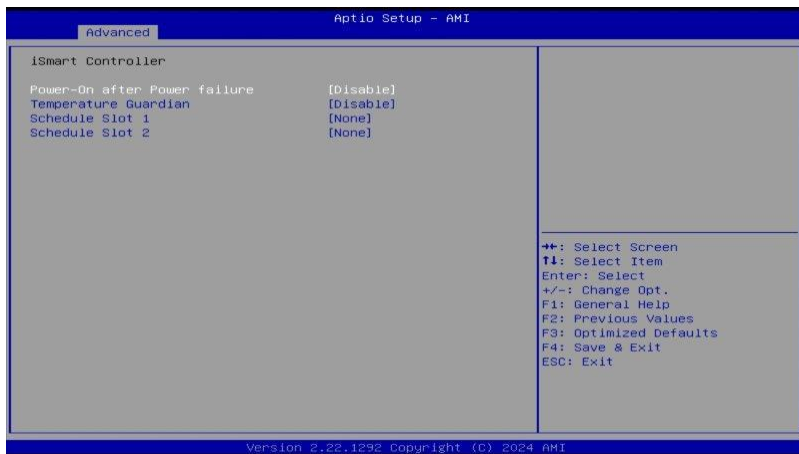 Aptio Setup - AMI
Advanced
iSmart Controller
Power-On after Power failure [Disable]
Temperature Guardian [Disable]
Schedule Slot 1 [None]
Schedule Slot 2 [None]
→←: Select Screen
↑↓: Select Item
Enter: Select
+/-: Change Opt.
F1: General Help
F2: Previous Values
F3: Optimized Defaults
F4: Save & Exit
ESC: Exit
Version 2.22.1292 Copyright (C) 2024 AMI